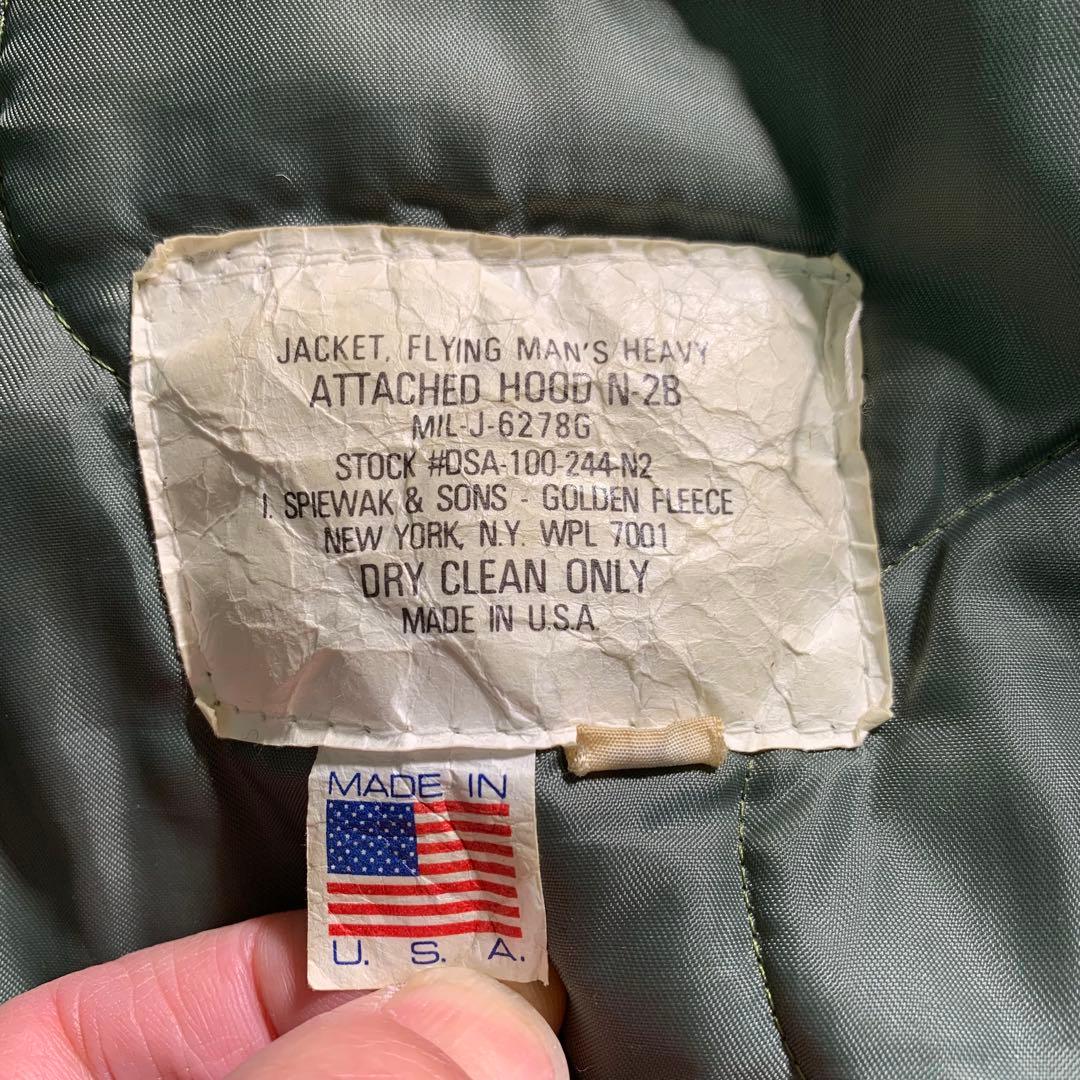 JACKET, FLYING MAN'S HEAVY
ATTACHED HOOD N-2B
MIL-J-6278G
STOCK #DSA-100-244-N2
I. SPIEWAK & SONS - GOLDEN FLEECE
NEW YORK, N.Y. WPL 7001
DRY CLEAN ONLY
MADE IN U.S.A.
MADE IN
U. S. A.